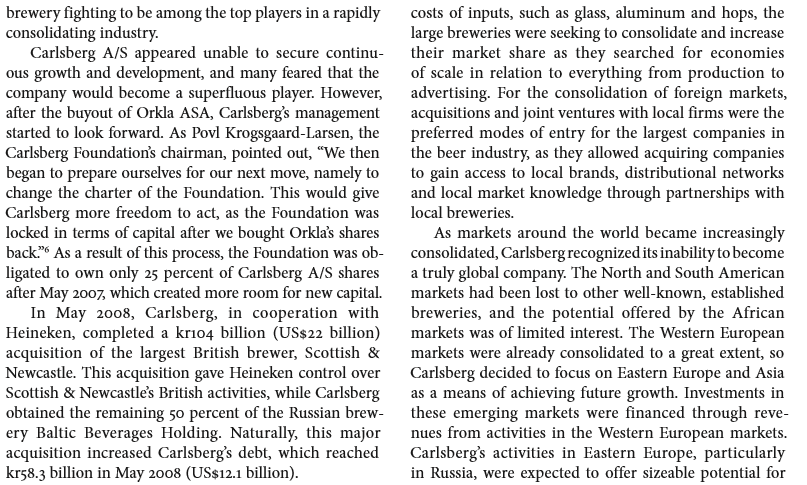 brewery fighting to be among the top players in a rapidly
consolidating industry.
Carlsberg A/S appeared unable to secure continu-
ous growth and development, and many feared that the
company would become a superfluous player. However,
after the buyout of Orkla ASA, Carlsberg's management
started to look forward. As Povl Krogsgaard-Larsen, the
Carlsberg Foundation's chairman, pointed out, “We then
began to prepare ourselves for our next move, namely to
change the charter of the Foundation. This would give
Carlsberg more freedom to act, as the Foundation was
locked in terms of capital after we bought Orkla's shares
back.”⁶ As a result of this process, the Foundation was ob-
ligated to own only 25 percent of Carlsberg A/S shares
after May 2007, which created more room for new capital.
In May 2008, Carlsberg, in cooperation with
Heineken, completed a kr104 billion (US$22 billion)
acquisition of the largest British brewer, Scottish &
Newcastle. This acquisition gave Heineken control over
Scottish & Newcastle's British activities, while Carlsberg
obtained the remaining 50 percent of the Russian brew-
ery Baltic Beverages Holding. Naturally, this major
acquisition increased Carlsberg's debt, which reached
kr58.3 billion in May 2008 (US$12.1 billion).
costs of inputs, such as glass, aluminum and hops, the
large breweries were seeking to consolidate and increase
their market share as they searched for economies
of scale in relation to everything from production to
advertising. For the consolidation of foreign markets,
acquisitions and joint ventures with local firms were the
preferred modes of entry for the largest companies in
the beer industry, as they allowed acquiring companies
to gain access to local brands, distributional networks
and local market knowledge through partnerships with
local breweries.
As markets around the world became increasingly
consolidated, Carlsberg recognized its inability to become
a truly global company. The North and South American
markets had been lost to other well-known, established
breweries, and the potential offered by the African
markets was of limited interest. The Western European
markets were already consolidated to a great extent, so
Carlsberg decided to focus on Eastern Europe and Asia
as a means of achieving future growth. Investments in
these emerging markets were financed through reve-
nues from activities in the Western European markets.
Carlsberg's activities in Eastern Europe, particularly
in Russia, were expected to offer sizeable potential for